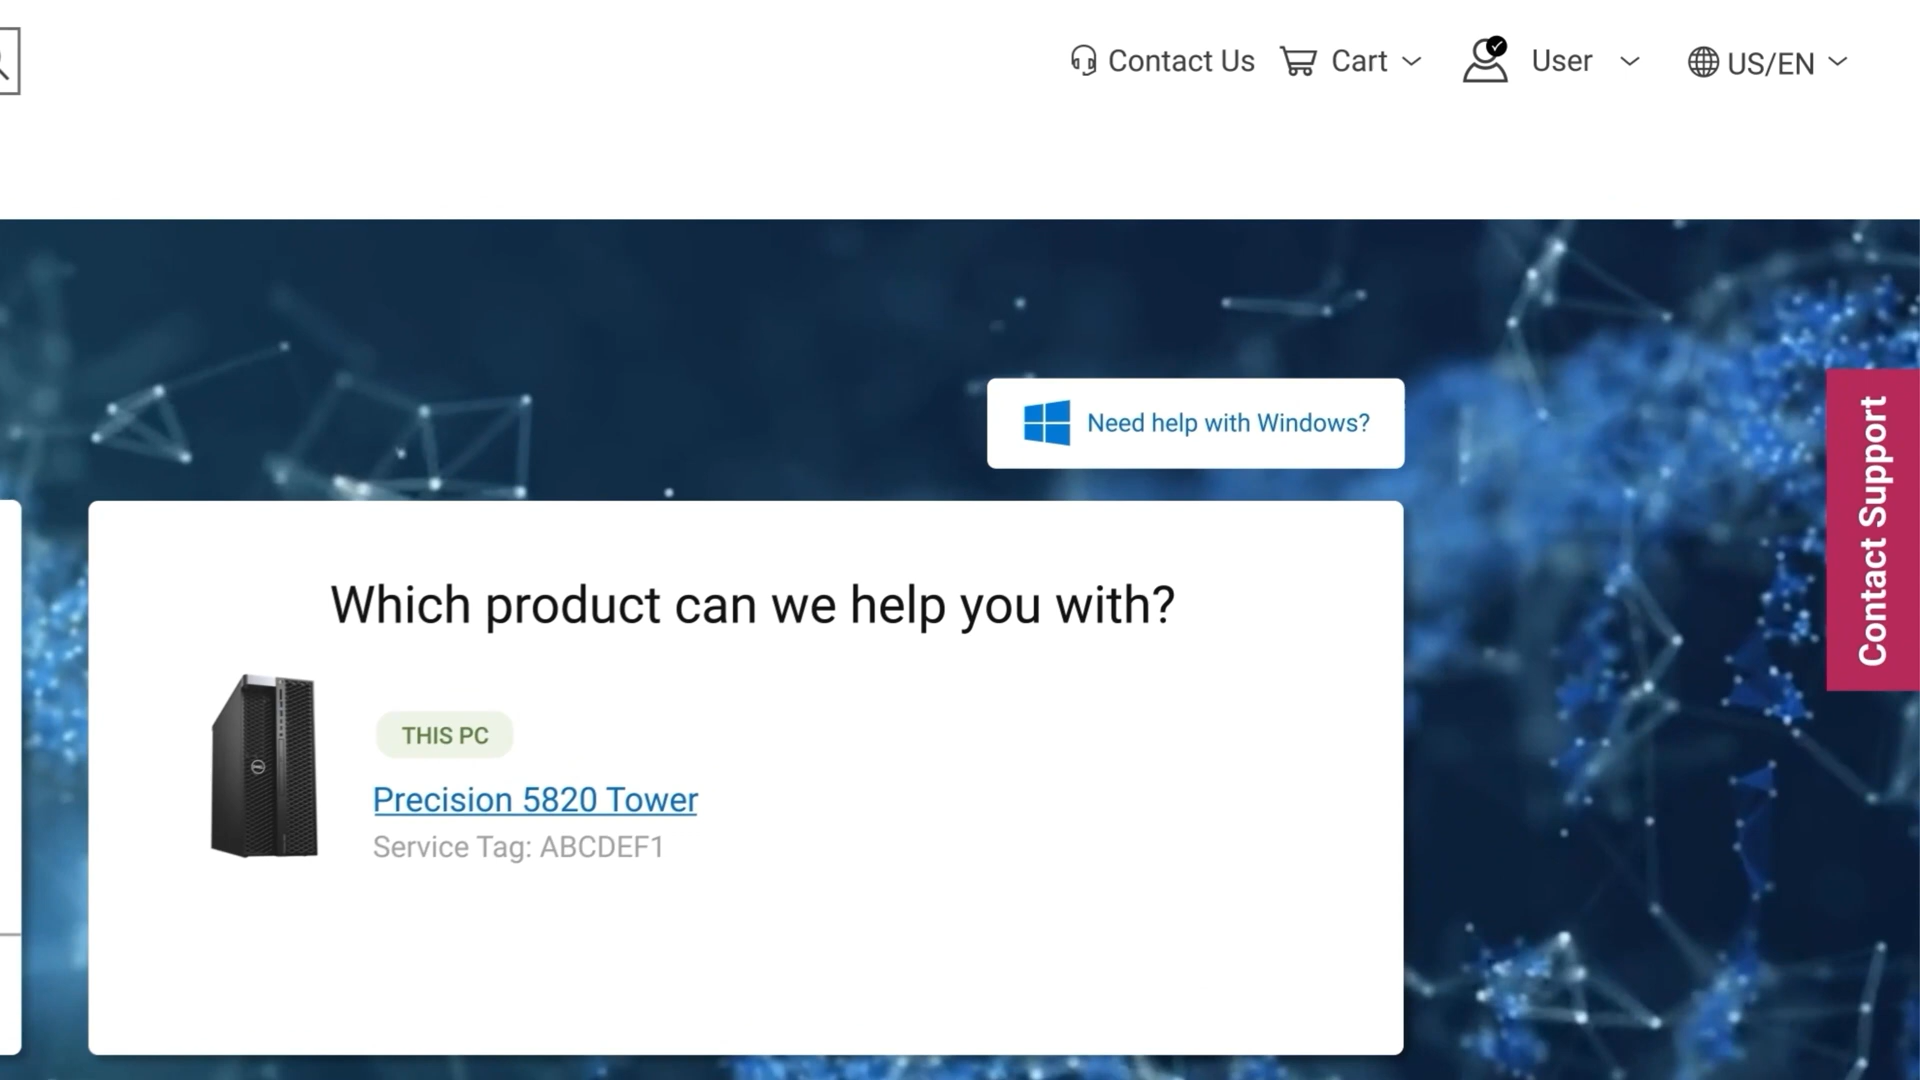 Contact Us
Cart
User
US/EN
Need help with Windows?
Contact Support
Which product can we help you with?
THIS PC
Precision 5820 Tower
Service Tag: ABCDEF1